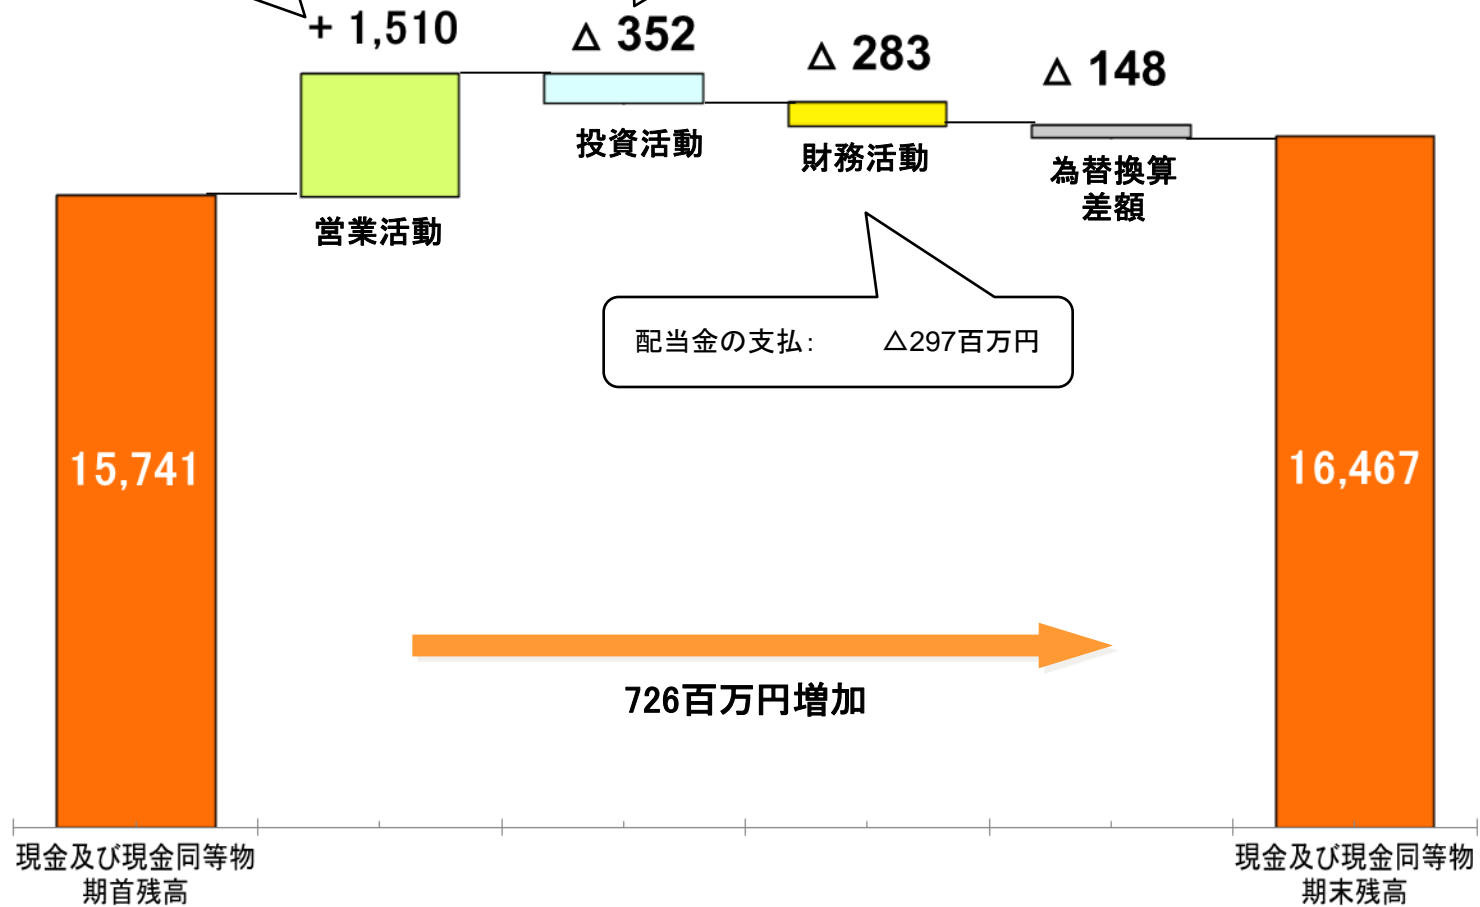 + 1,510
△ 352
△ 283
△ 148
投資活動
財務活動
為替換算
差額
営業活動
配当金の支払: △297百万円
15,741
16,467
726百万円増加
現金及び現金同等物
期首残高
現金及び現金同等物
期末残高